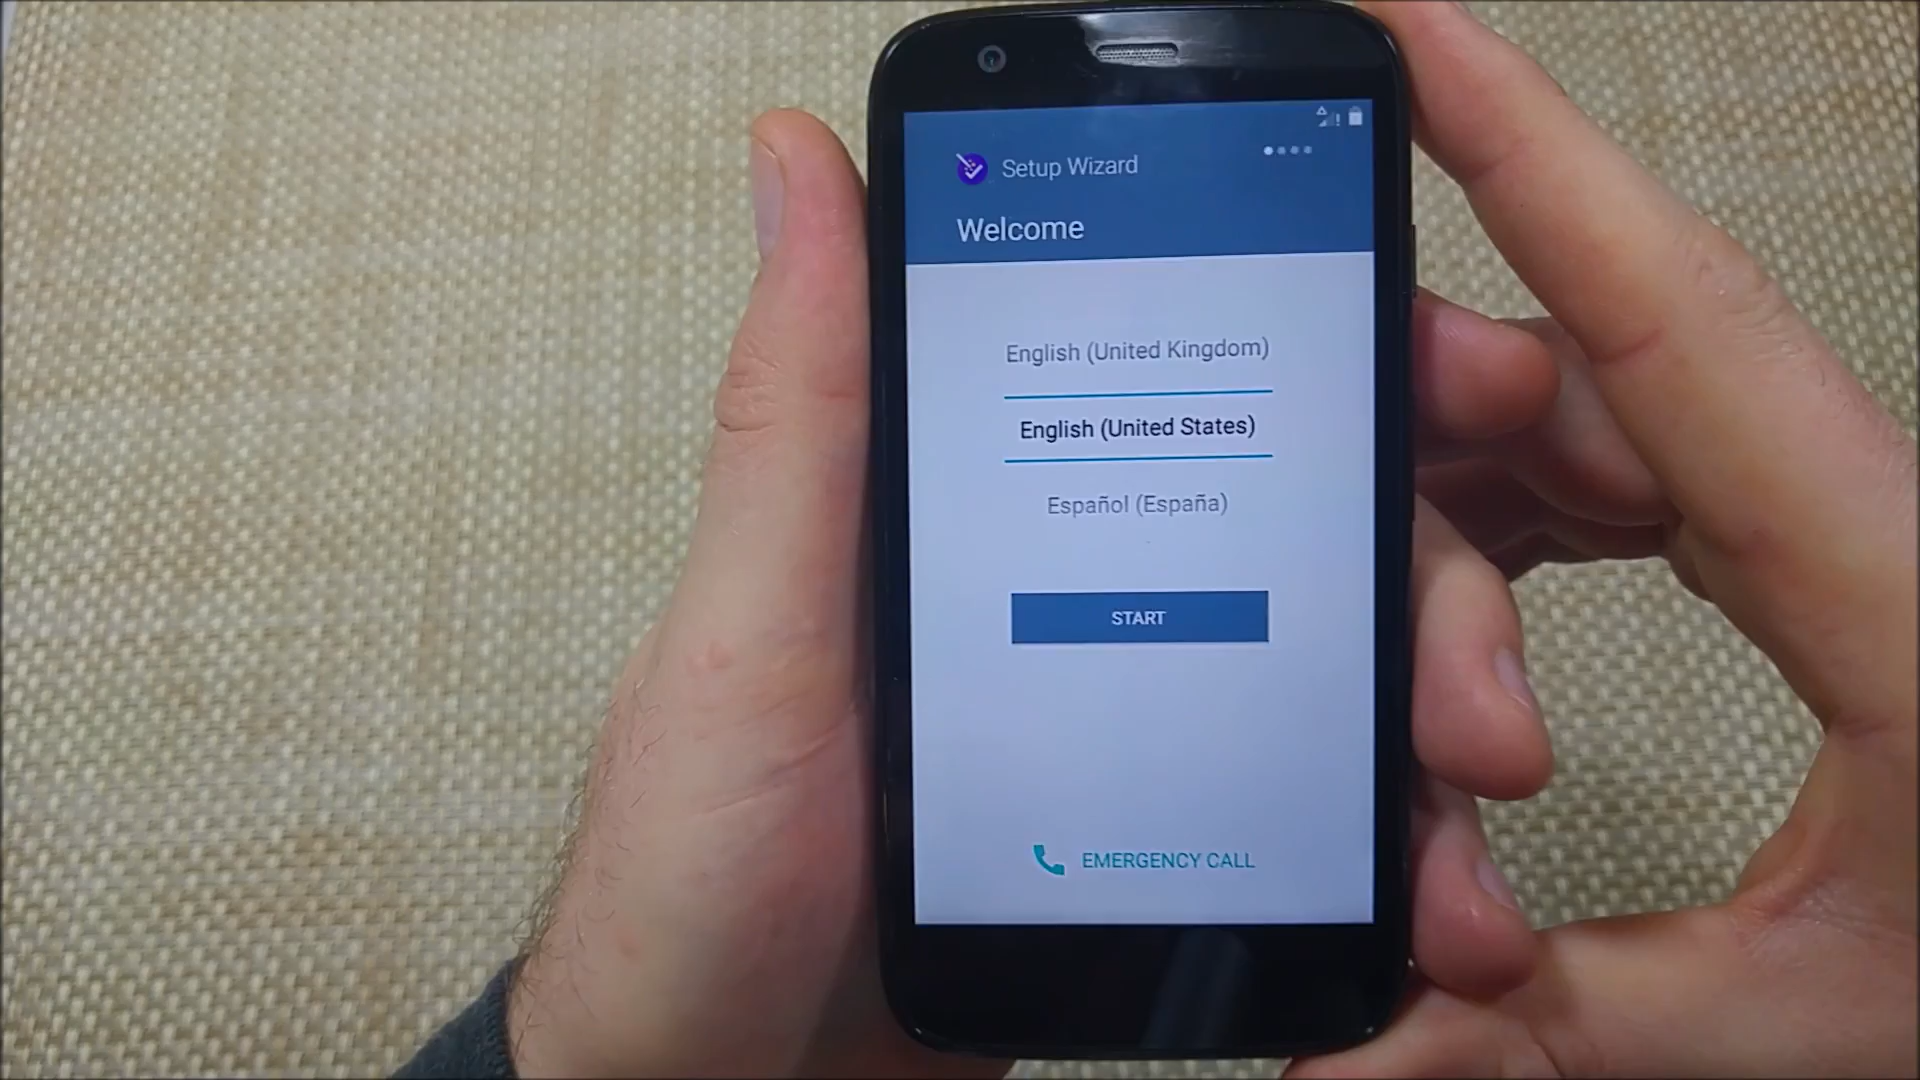 Setup Wizard
Welcome
English (United Kingdom)
English (United States)
Español (España)
START
EMERGENCY CALL